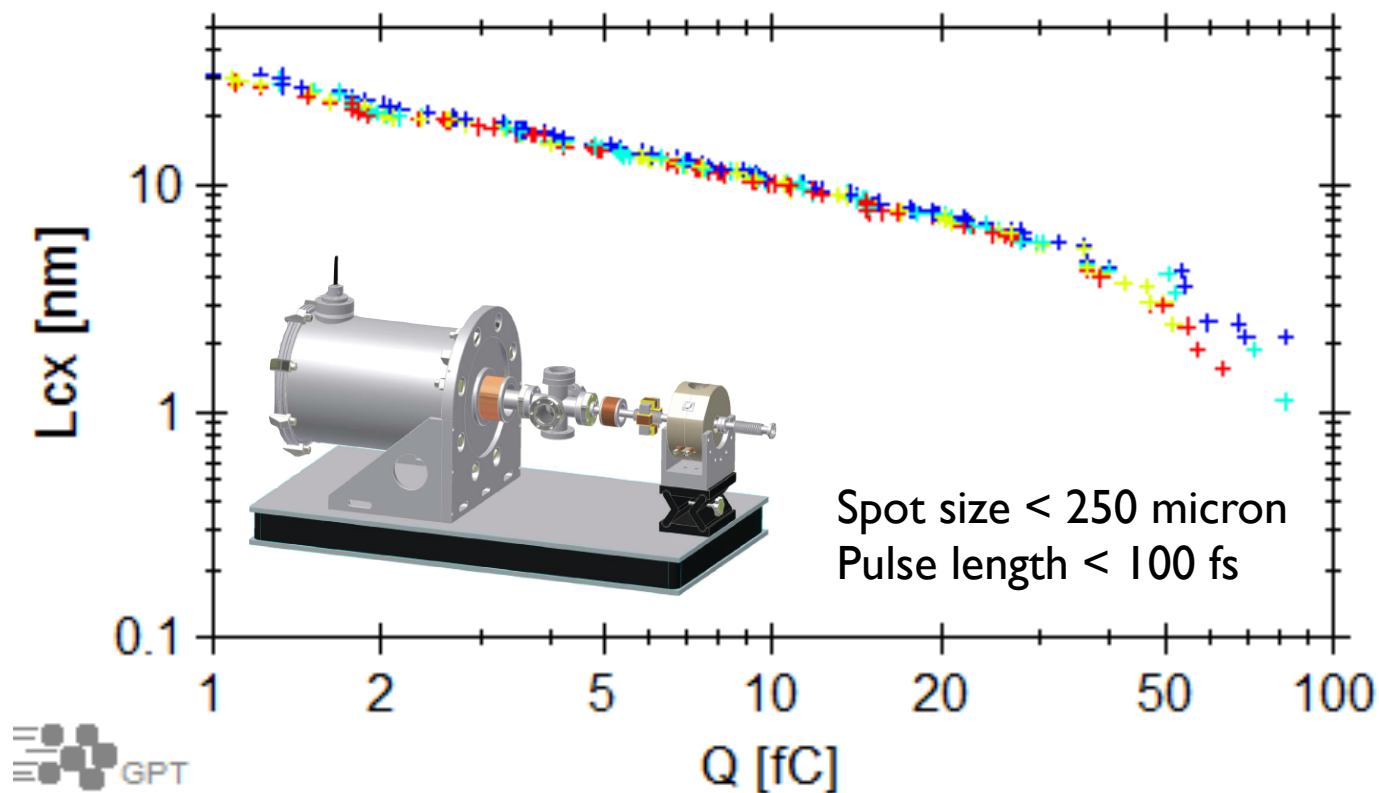 Lcx [nm]
10
1
0.1
Spot size < 250 micron
Pulse length < 100 fs
1 2 5 10 20 50 100
Q [fC]
GPT